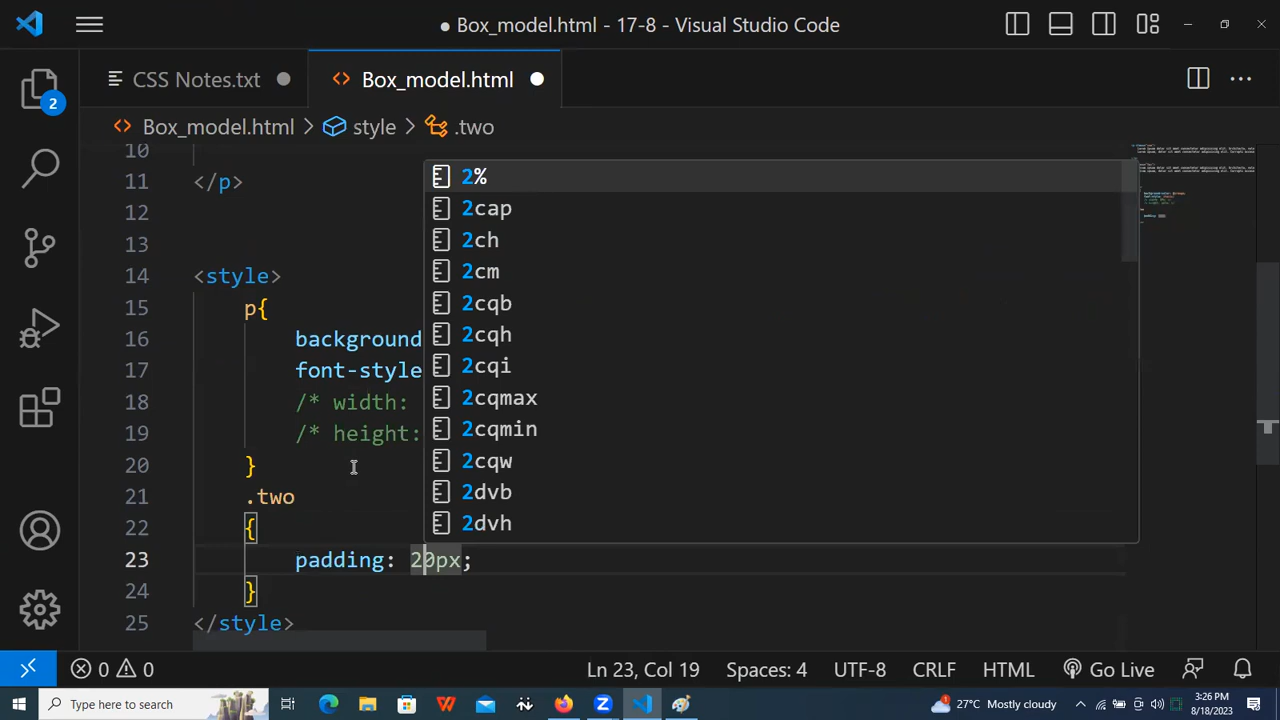 ● Box_model.html - 17-8 - Visual Studio Code
CSS Notes.txt ●
<> Box_model.html ●
2
<> Box_model.html > style > .two
10
11 </p>
12
13
14 <style>
15 p{
16 background
17 font-style
18 /* width:
19 /* height:
20 }
21 .two
22 {
23 padding: 20px;
24 }
25 </style>
2%
2cap
2ch
2cm
2cqb
2cqh
2cqi
2cqmax
2cqmin
2cqw
2dvb
2dvh
0 0 Ln 23, Col 19 Spaces: 4 UTF-8 CRLF HTML Go Live
Type here to search
27°C Mostly cloudy
3:26 PM
8/18/2023